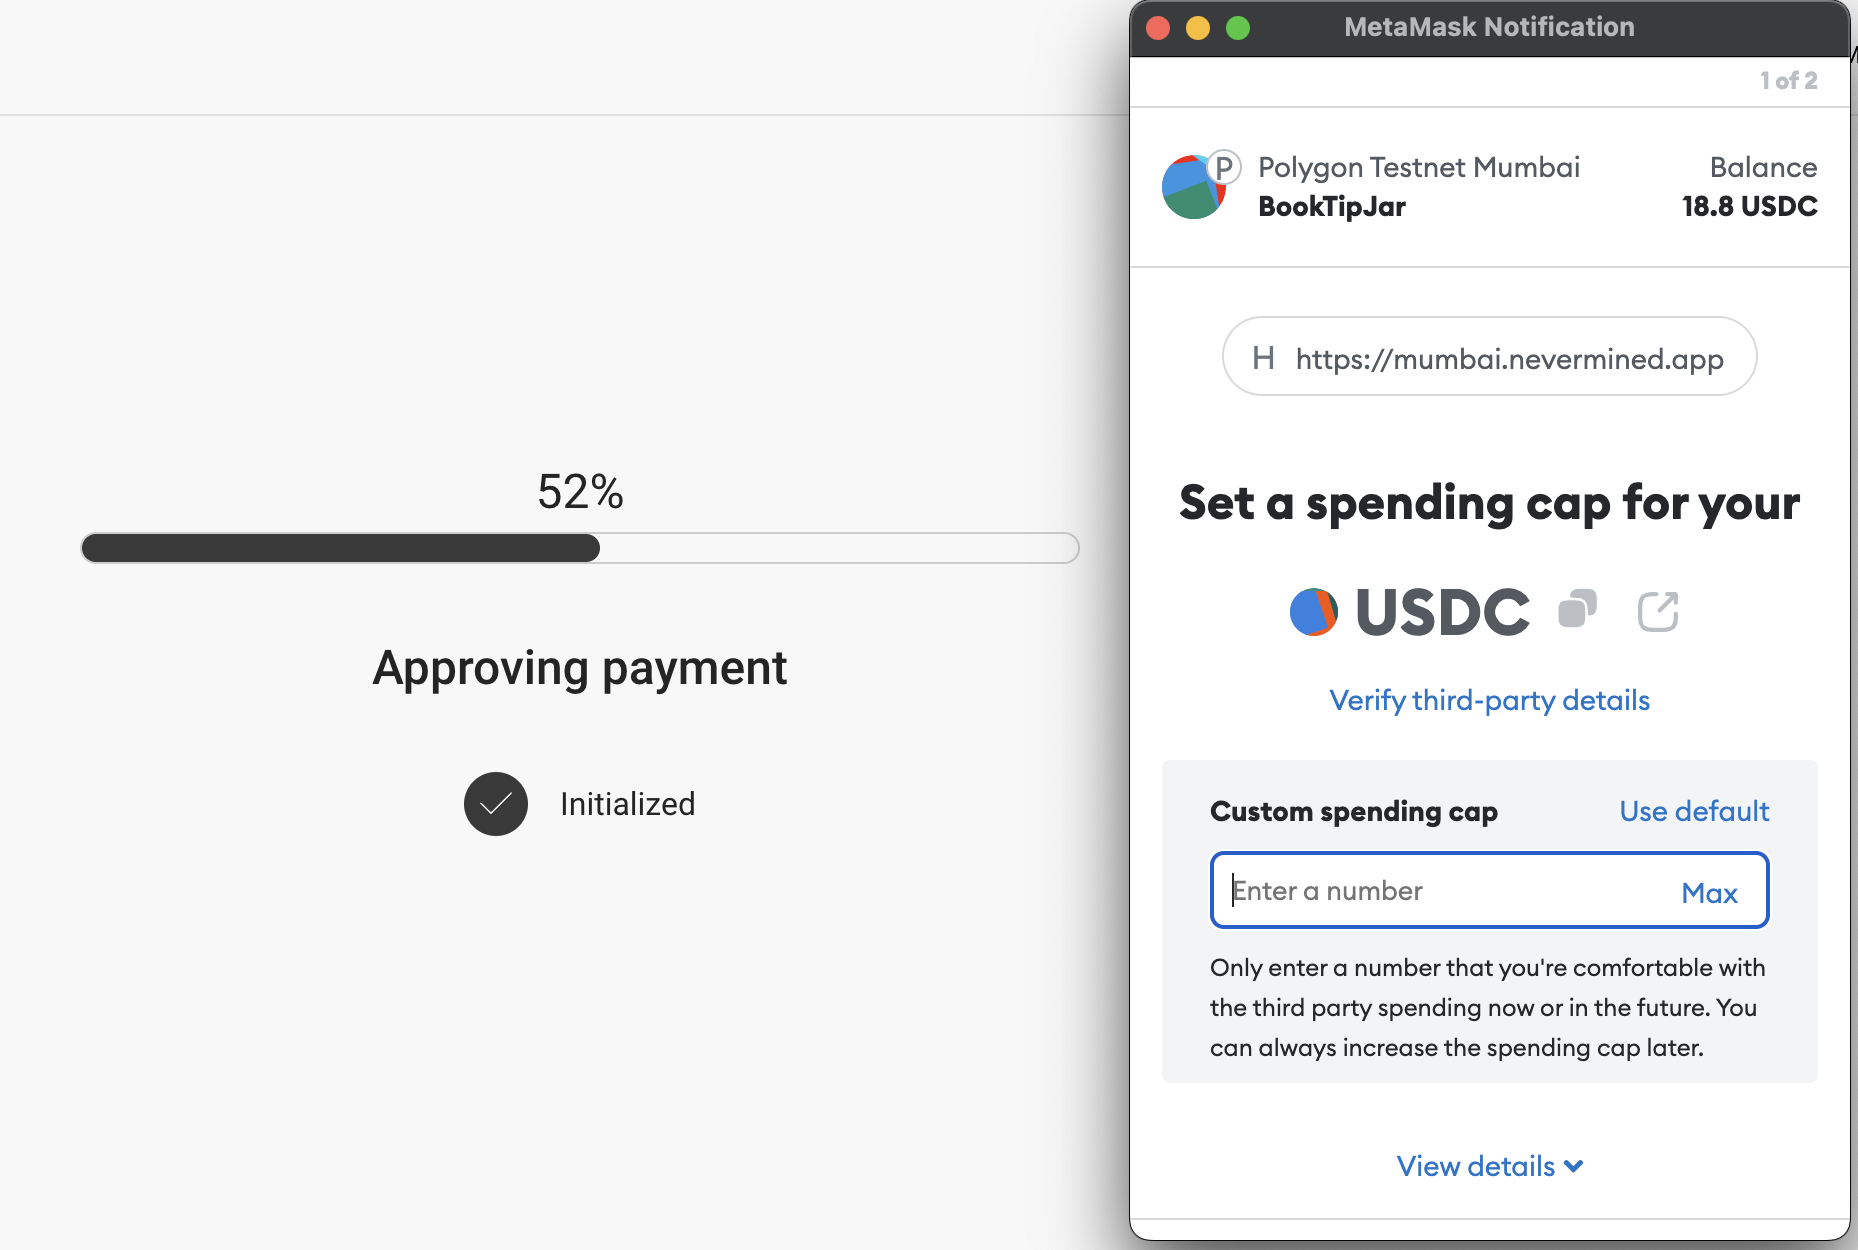 52%
Approving payment
Initialized
MetaMask Notification
1 of 2
P
Polygon Testnet Mumbai
Balance
BookTipJar
18.8 USDC
H https://mumbai.nevermined.app
Set a spending cap for your
USDC
Verify third-party details
Custom spending cap
Use default
Enter a number
Max
Only enter a number that you're comfortable with
the third party spending now or in the future. You
can always increase the spending cap later.
View details